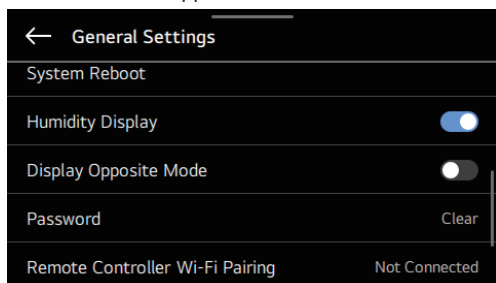 General Settings
System Reboot
Humidity Display
Display Opposite Mode
Password Clear
Remote Controller Wi-Fi Pairing Not Connected